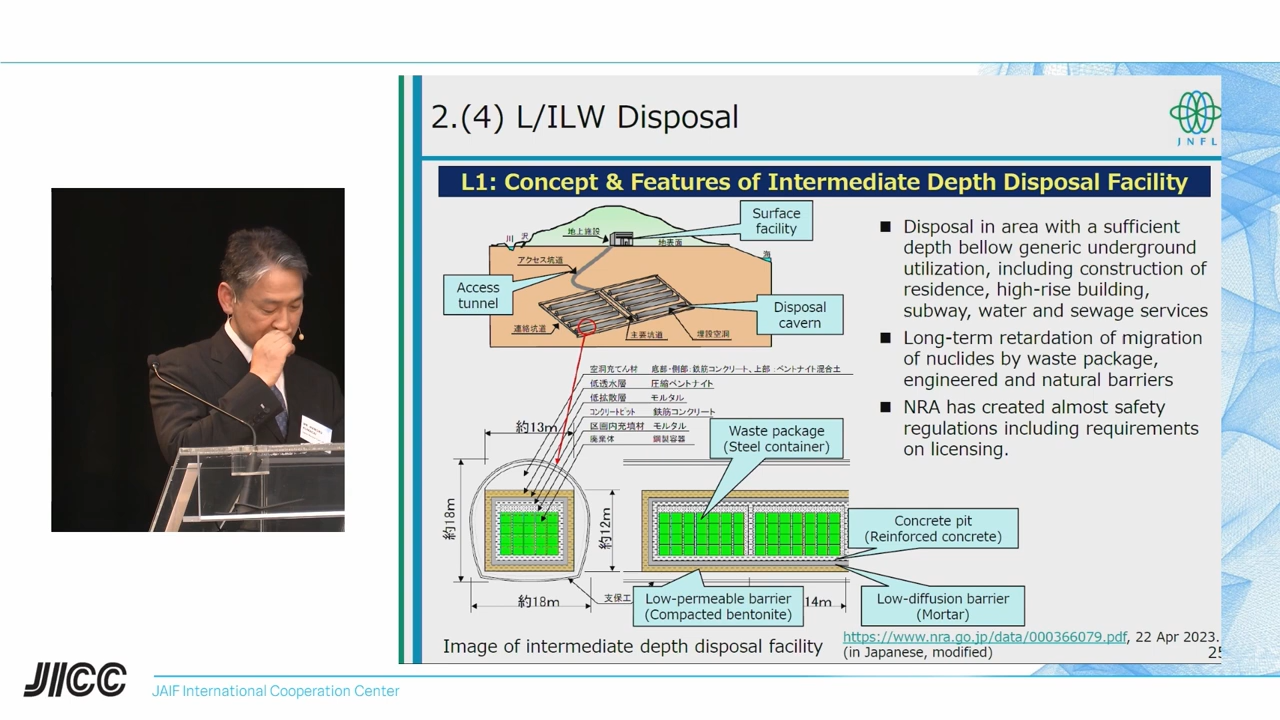 2.(4) L/ILW Disposal
JNFL
L1: Concept & Features of Intermediate Depth Disposal Facility
Surface
facility
地上施設
川
沢
地表面
海
アクセス坑道
Access
tunnel
Disposal
cavern
連絡坑道
主要坑道
埋設空洞
■ Disposal in area with a sufficient
depth bellow generic underground
utilization, including construction of
residence, high-rise building,
subway, water and sewage services
■ Long-term retardation of migration
of nuclides by waste package,
engineered and natural barriers
■ NRA has created almost safety
regulations including requirements
on licensing.
空洞充てん材 底部・側部:鉄筋コンクリート、上部:ベントナイト混合土
低透水層 圧縮ベントナイト
低拡散層 モルタル
コンクリートピット 鉄筋コンクリート
区画内充填材 モルタル
廃棄体 鋼製容器
約13m
Waste package
(Steel container)
約18m
約12m
Concrete pit
(Reinforced concrete)
支保工
約18m
Low-permeable barrier
(Compacted bentonite)
14m
Low-diffusion barrier
(Mortar)
Image of intermediate depth disposal facility
https://www.nra.go.jp/data/000366079.pdf, 22 Apr 2023.
(in Japanese, modified)
25
JICC
JAIF International Cooperation Center